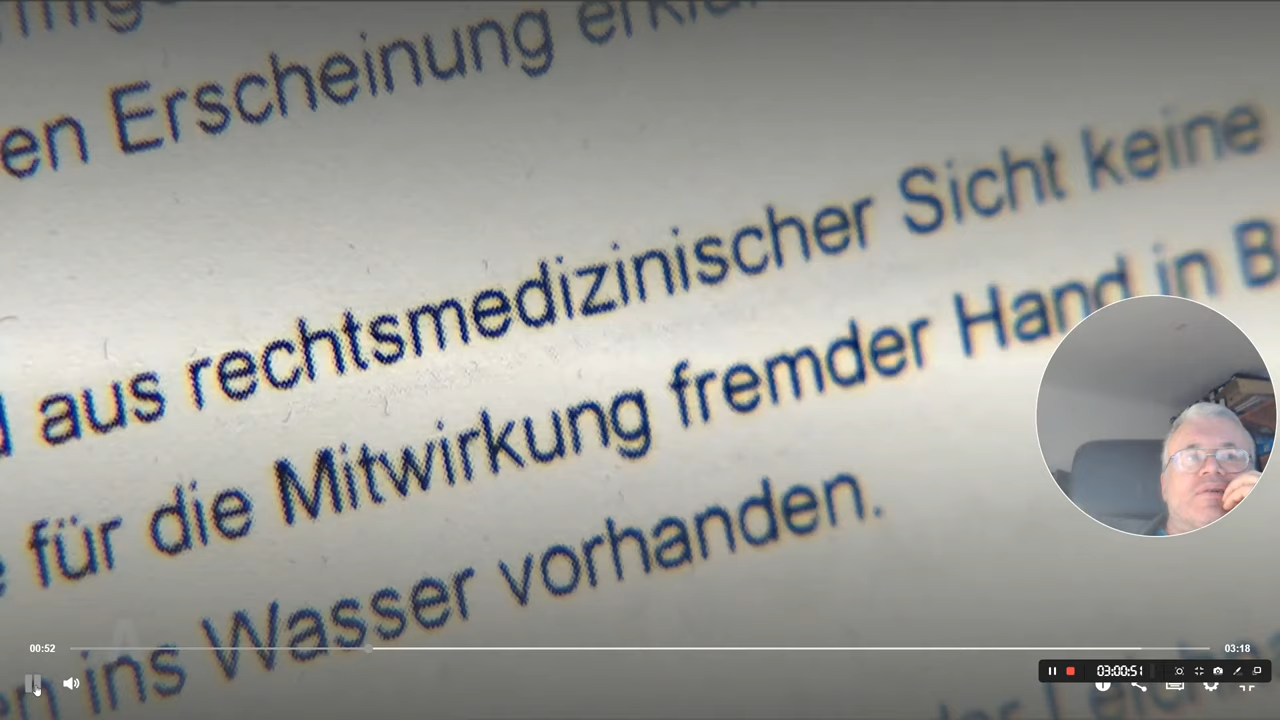 en Erscheinung
aus rechtsmedizinischer Sicht keine
für die Mitwirkung fremder Hand in B
ins Wasser vorhanden.
00:52
03:18
03:00:51